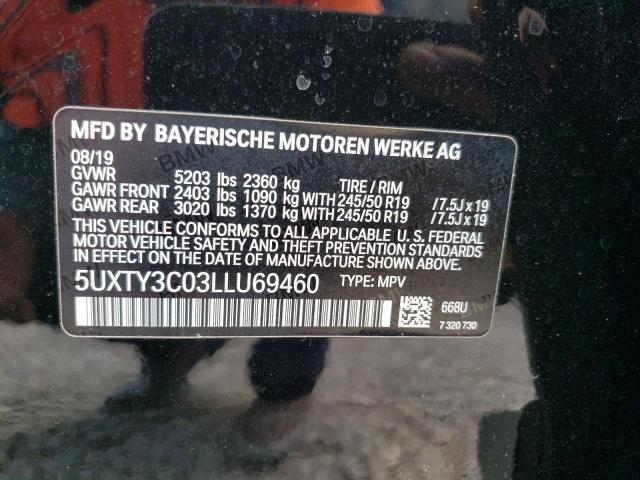 MFD BY BAYERISCHE MOTOREN WERKE AG
08/19
GVWR 5203 lbs 2360 kg TIRE / RIM
GAWR FRONT 2403 lbs 1090 kg WITH 245/50 R19 /7.5J x 19
GAWR REAR 3020 lbs 1370 kg WITH 245/50 R19 /7.5J x 19
THIS VEHICLE CONFORMS TO ALL APPLICABLE U. S. FEDERAL
MOTOR VEHICLE SAFETY AND THEFT PREVENTION STANDARDS
IN EFFECT ON THE DATE OF MANUFACTURE SHOWN ABOVE.
5UXTY3C03LLU69460 TYPE: MPV
668U
7 320 730